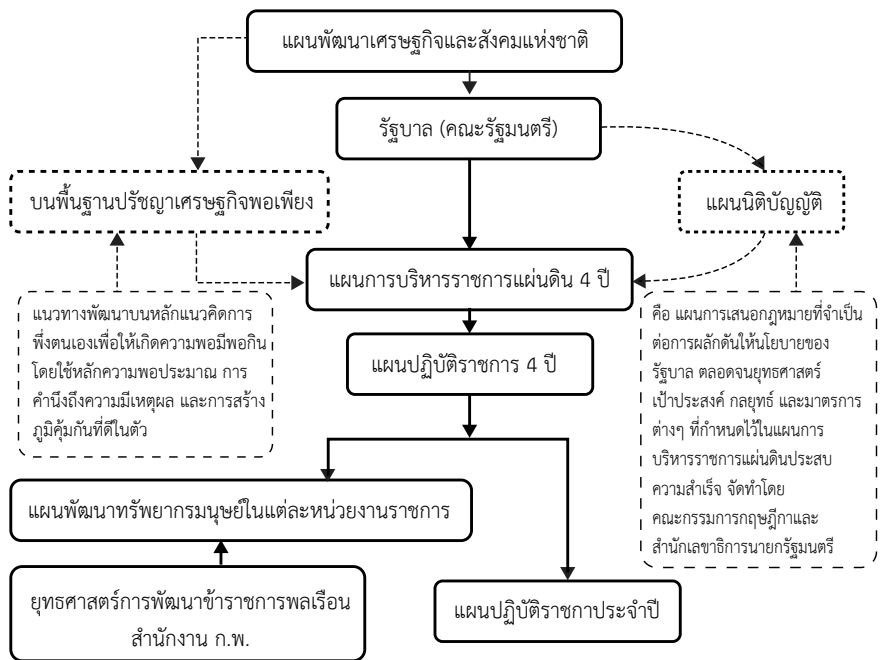 แผนพัฒนาเศรษฐกิจและสังคมแห่งชาติ
รัฐบาล (คณะรัฐมนตรี)
บนพื้นฐานปรัชญาเศรษฐกิจพอเพียง
แผนนิติบัญญัติ
แผนการบริหารราชการแผ่นดิน 4 ปี
แนวทางพัฒนาบนหลักแนวคิดการ
พึ่งตนเองเพื่อให้เกิดความพอมีพอกิน
โดยใช้หลักความพอประมาณ การ
คำนึงถึงความมีเหตุผล และการสร้าง
ภูมิคุ้มกันที่ดีในตัว
คือ แผนการเสนอกฎหมายที่จำเป็น
ต่อการผลักดันให้นโยบายของ
รัฐบาล ตลอดจนยุทธศาสตร์
เป้าประสงค์ กลยุทธ์ และมาตรการ
ต่างๆ ที่กำหนดไว้ในแผนการ
บริหารราชการแผ่นดินประสบ
ความสำเร็จ จัดทำโดย
คณะกรรมการกฤษฎีกาและ
สำนักเลขาธิการนายกรัฐมนตรี
แผนปฏิบัติราชการ 4 ปี
แผนพัฒนาทรัพยากรมนุษย์ในแต่ละหน่วยงานราชการ
ยุทธศาสตร์การพัฒนาข้าราชการพลเรือน
สำนักงาน ก.พ.
แผนปฏิบัติราชกาประจำปี